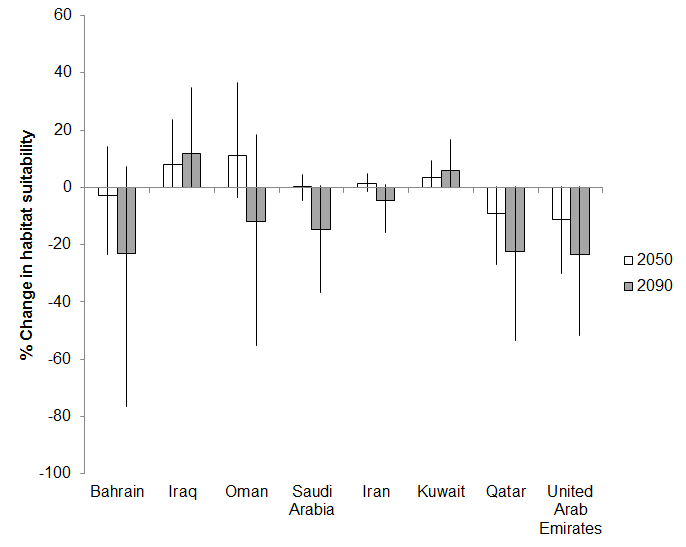 60
40
20
0
-20
-40
-60
-80
-100
% Change in habitat suitability
Bahrain
Iraq
Oman
Saudi
Arabia
Iran
Kuwait
Qatar
United
Arab
Emirates
2050
2090